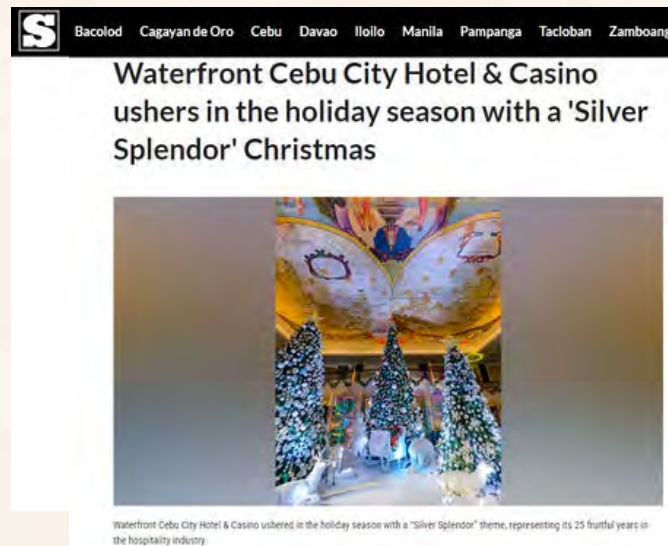 S Bacolod Cagayan de Oro Cebu Davao Iloilo Manila Pampanga Tacloban Zamboang
Waterfront Cebu City Hotel & Casino
ushers in the holiday season with a 'Silver
Splendor' Christmas
Waterfront Cebu City Hotel & Casino ushered in the holiday season with a "Silver Splendor" theme, representing its 25 fruitful years in
the hospitality industry.